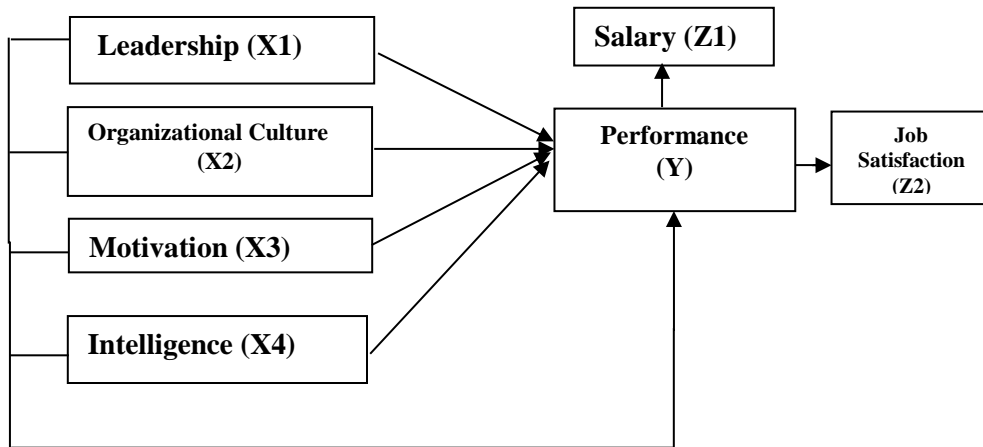 Leadership (X1)
Salary (Z1)
Organizational Culture
(X2)
Performance
(Y)
Job
Satisfaction
(Z2)
Motivation (X3)
Intelligence (X4)